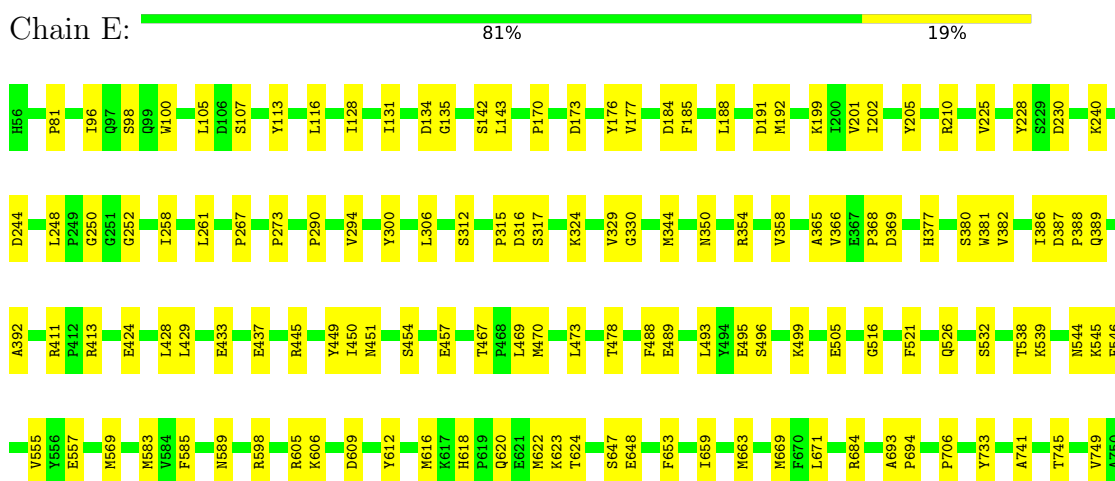 Chain E:
81% 19%
H56 P81 I96 Q97 S98 Q99 W100 L105 D106 S107 Y113 L116 I128 I131 D134 G135 S142 L143 P170 D173 Y176 V177 D184 F185 L188 D191 M192 K199 I200 V201 I202 Y205 R210 V225 Y228 S229 D230 K240
D244 L248 P249 G250 G251 G252 I258 L261 P267 P273 P290 V294 Y300 L306 S312 P315 D316 S317 K324 V329 G330 M344 N350 R354 V358 A365 V366 E367 P368 D369 H377 S380 W381 V382 I386 D387 P388 Q389
A392 R411 P412 R413 E424 L428 L429 E433 E437 R445 Y449 I450 N451 S454 E457 T467 P468 L469 M470 L473 T478 F488 E489 L493 Y494 E495 S496 K499 E505 G516 F521 Q526 S532 T538 K539 N544 K545
V555 Y556 E557 M569 M583 V584 F585 N589 R598 R605 K606 D609 Y612 M616 K617 H618 P619 Q620 E621 M622 K623 T624 S647 E648 F653 I659 M663 M669 F670 L671 R684 A693 P694 P706 Y733 A741 T745 V749